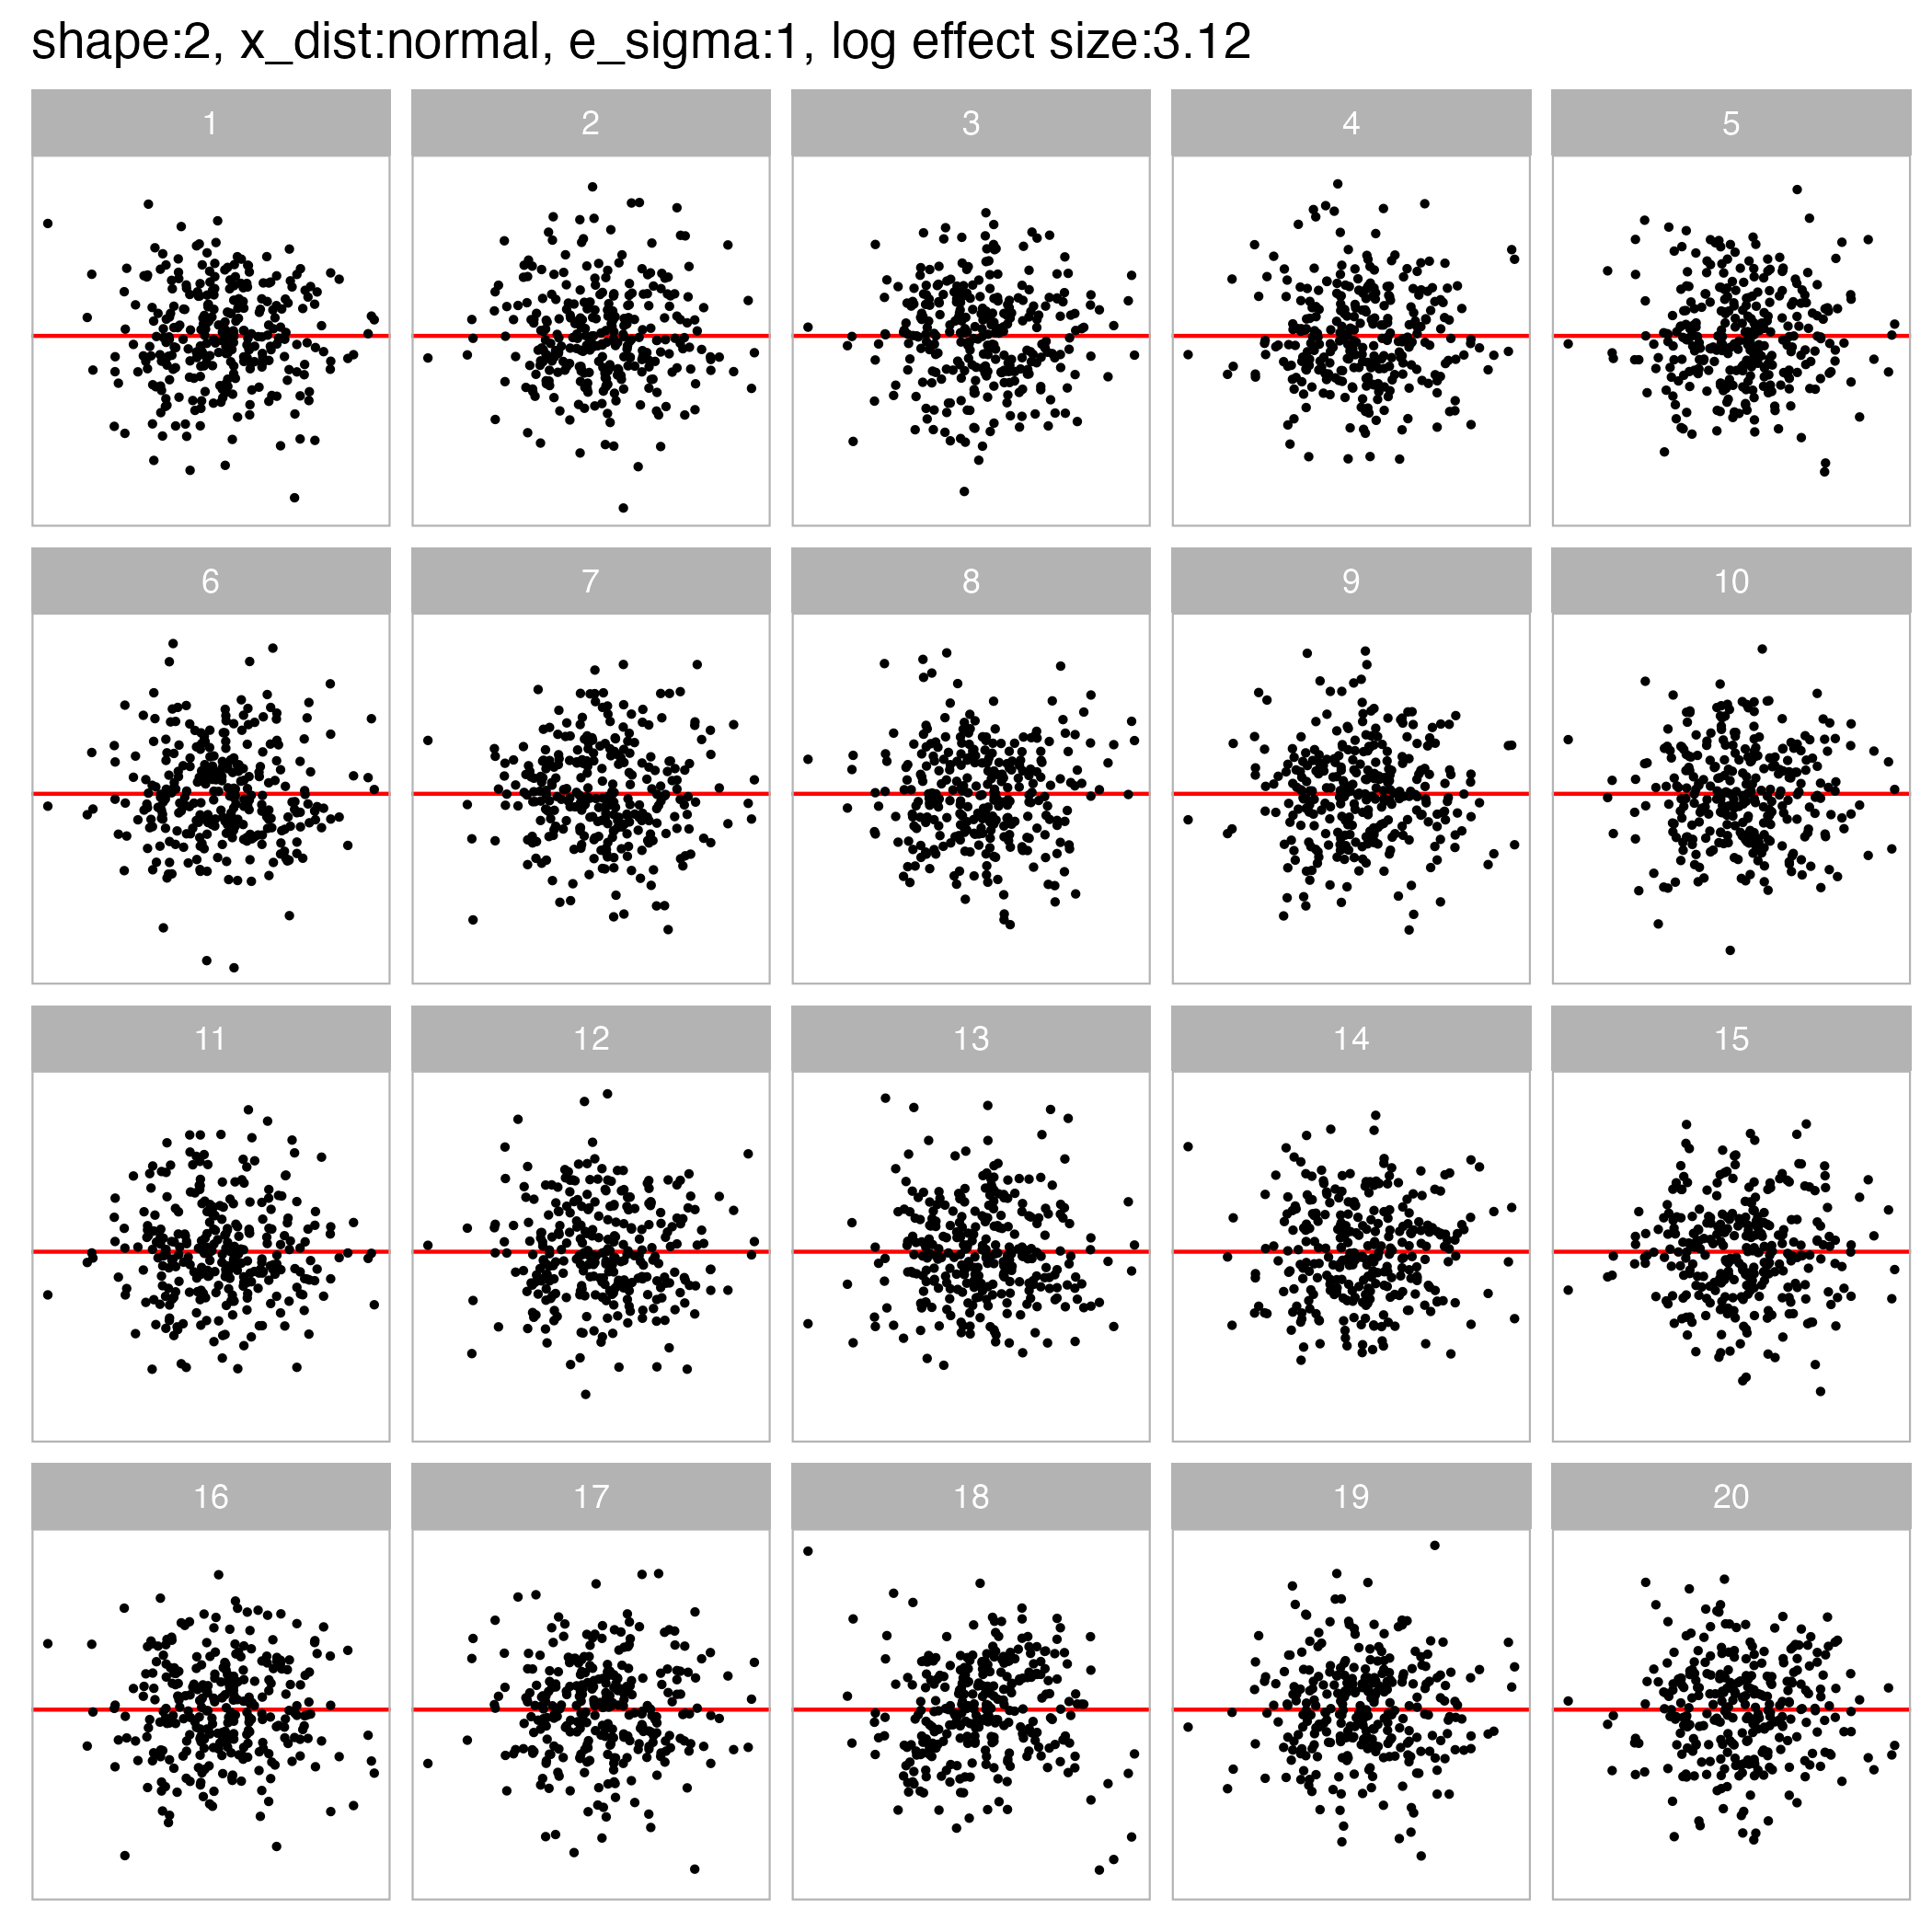 shape:2, x_dist:normal, e_sigma:1, log effect size:3.12
1 2 3 4 5
6 7 8 9 10
11 12 13 14 15
16 17 18 19 20